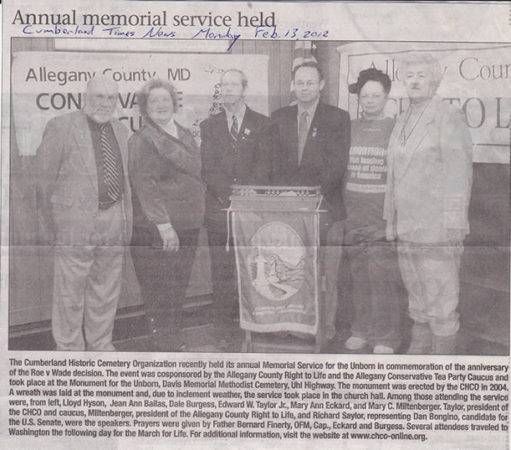 Annual memorial service held
Cumberland Times News Monday Feb. 13 2012
Allegany County, MD
CON
Allegany Coun
GHT TO L
The Cumberland Historic Cemetery Organization recently held its annual Memorial Service for the Unborn in commemoration of the anniversary
of the Roe v Wade decision. The event was cosponsored by the Allegany County Right to Life and the Allegany Conservative Tea Party Caucus and
took place at the Monument for the Unborn, Davis Memorial Methodist Cemetery, Uhl Highway. The monument was erected by the CHCO in 2004.
A wreath was laid at the monument and, due to inclement weather, the service took place in the church hall. Among those attending the service
were, from left, Lloyd Hyson, Jean Ann Ballas, Dale Burgess, Edward W. Taylor Jr., Mary Ann Eckard, and Mary C. Miltenberger. Taylor, president of
the CHCO and caucus, Miltenberger, president of the Allegany County Right to Life, and Richard Saylor, representing Dan Bongino, candidate for
the U.S. Senate, were the speakers. Prayers were given by Father Bernard Finerty, OFM, Cap., Eckard and Burgess. Several attendees traveled to
Washington the following day for the March for Life. For additional information, visit the website at www.chco-online.org.